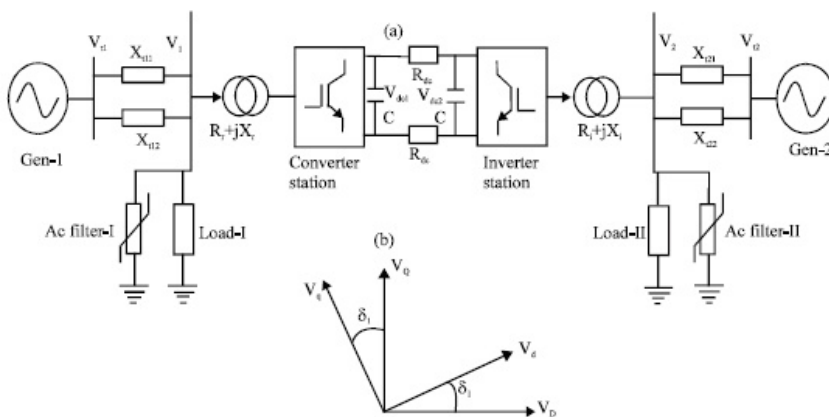 (a)
V_t1
X_t11
V_1
R_dc
V_2
X_t21
V_t2
V_dc1
V_dc2
C
C
X_t12
R_r+jX_r
R_i+jX_i
X_t22
Gen-1
Gen-2
Converter
station
R_dc
Inverter
station
Ac filter-I
Load-I
Load-II
Ac filter-II
(b)
V_q
V_Q
δ_1
V_d
δ_1
V_D